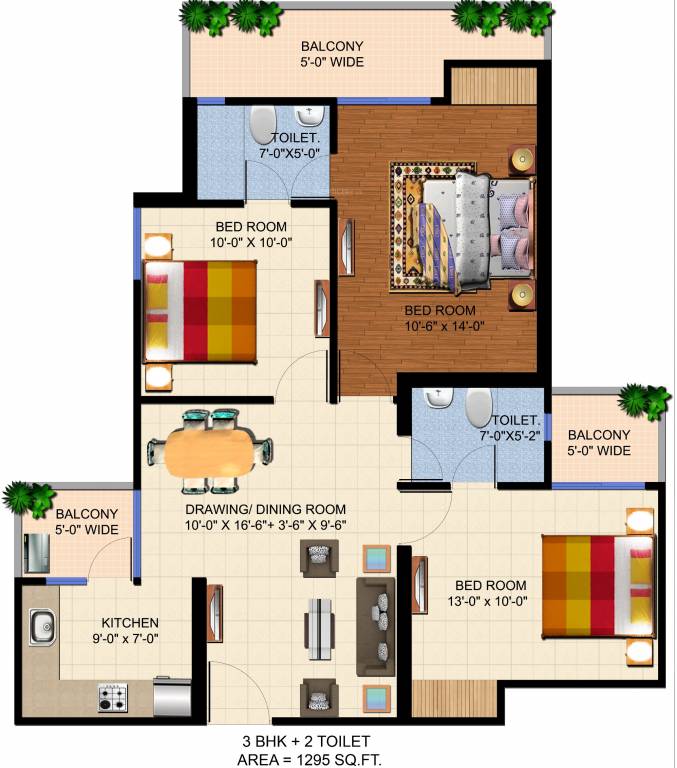 BALCONY
5'-0" WIDE
TOILET.
7'-0"X5'-0"
BED ROOM
10'-0" X 10'-0"
BED ROOM
10'-6" x 14'-0"
TOILET.
7'-0"X5'-2"
BALCONY
5'-0" WIDE
BALCONY
5'-0" WIDE
DRAWING/ DINING ROOM
10'-0" X 16'-6"+ 3'-6" X 9'-6"
BED ROOM
13'-0" x 10'-0"
KITCHEN
9'-0" x 7'-0"
3 BHK + 2 TOILET
AREA = 1295 SQ.FT.